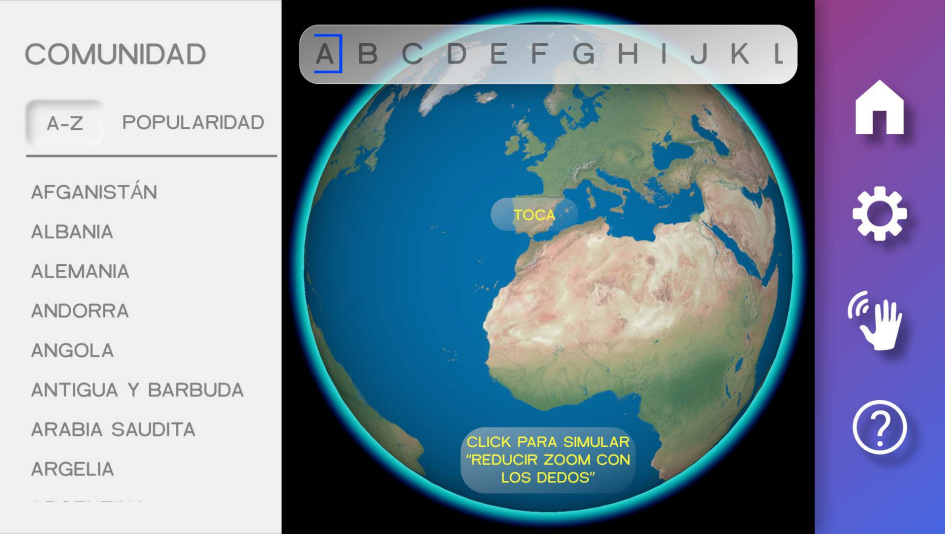 COMUNIDAD
A-Z POPULARIDAD
AFGANISTÁN
ALBANIA
ALEMANIA
ANDORRA
ANGOLA
ANTIGUA Y BARBUDA
ARABIA SAUDITA
ARGELIA
A B C D E F G H I J K L
TOCA
CLICK PARA SIMULAR
“REDUCIR ZOOM CON
LOS DEDOS”
?